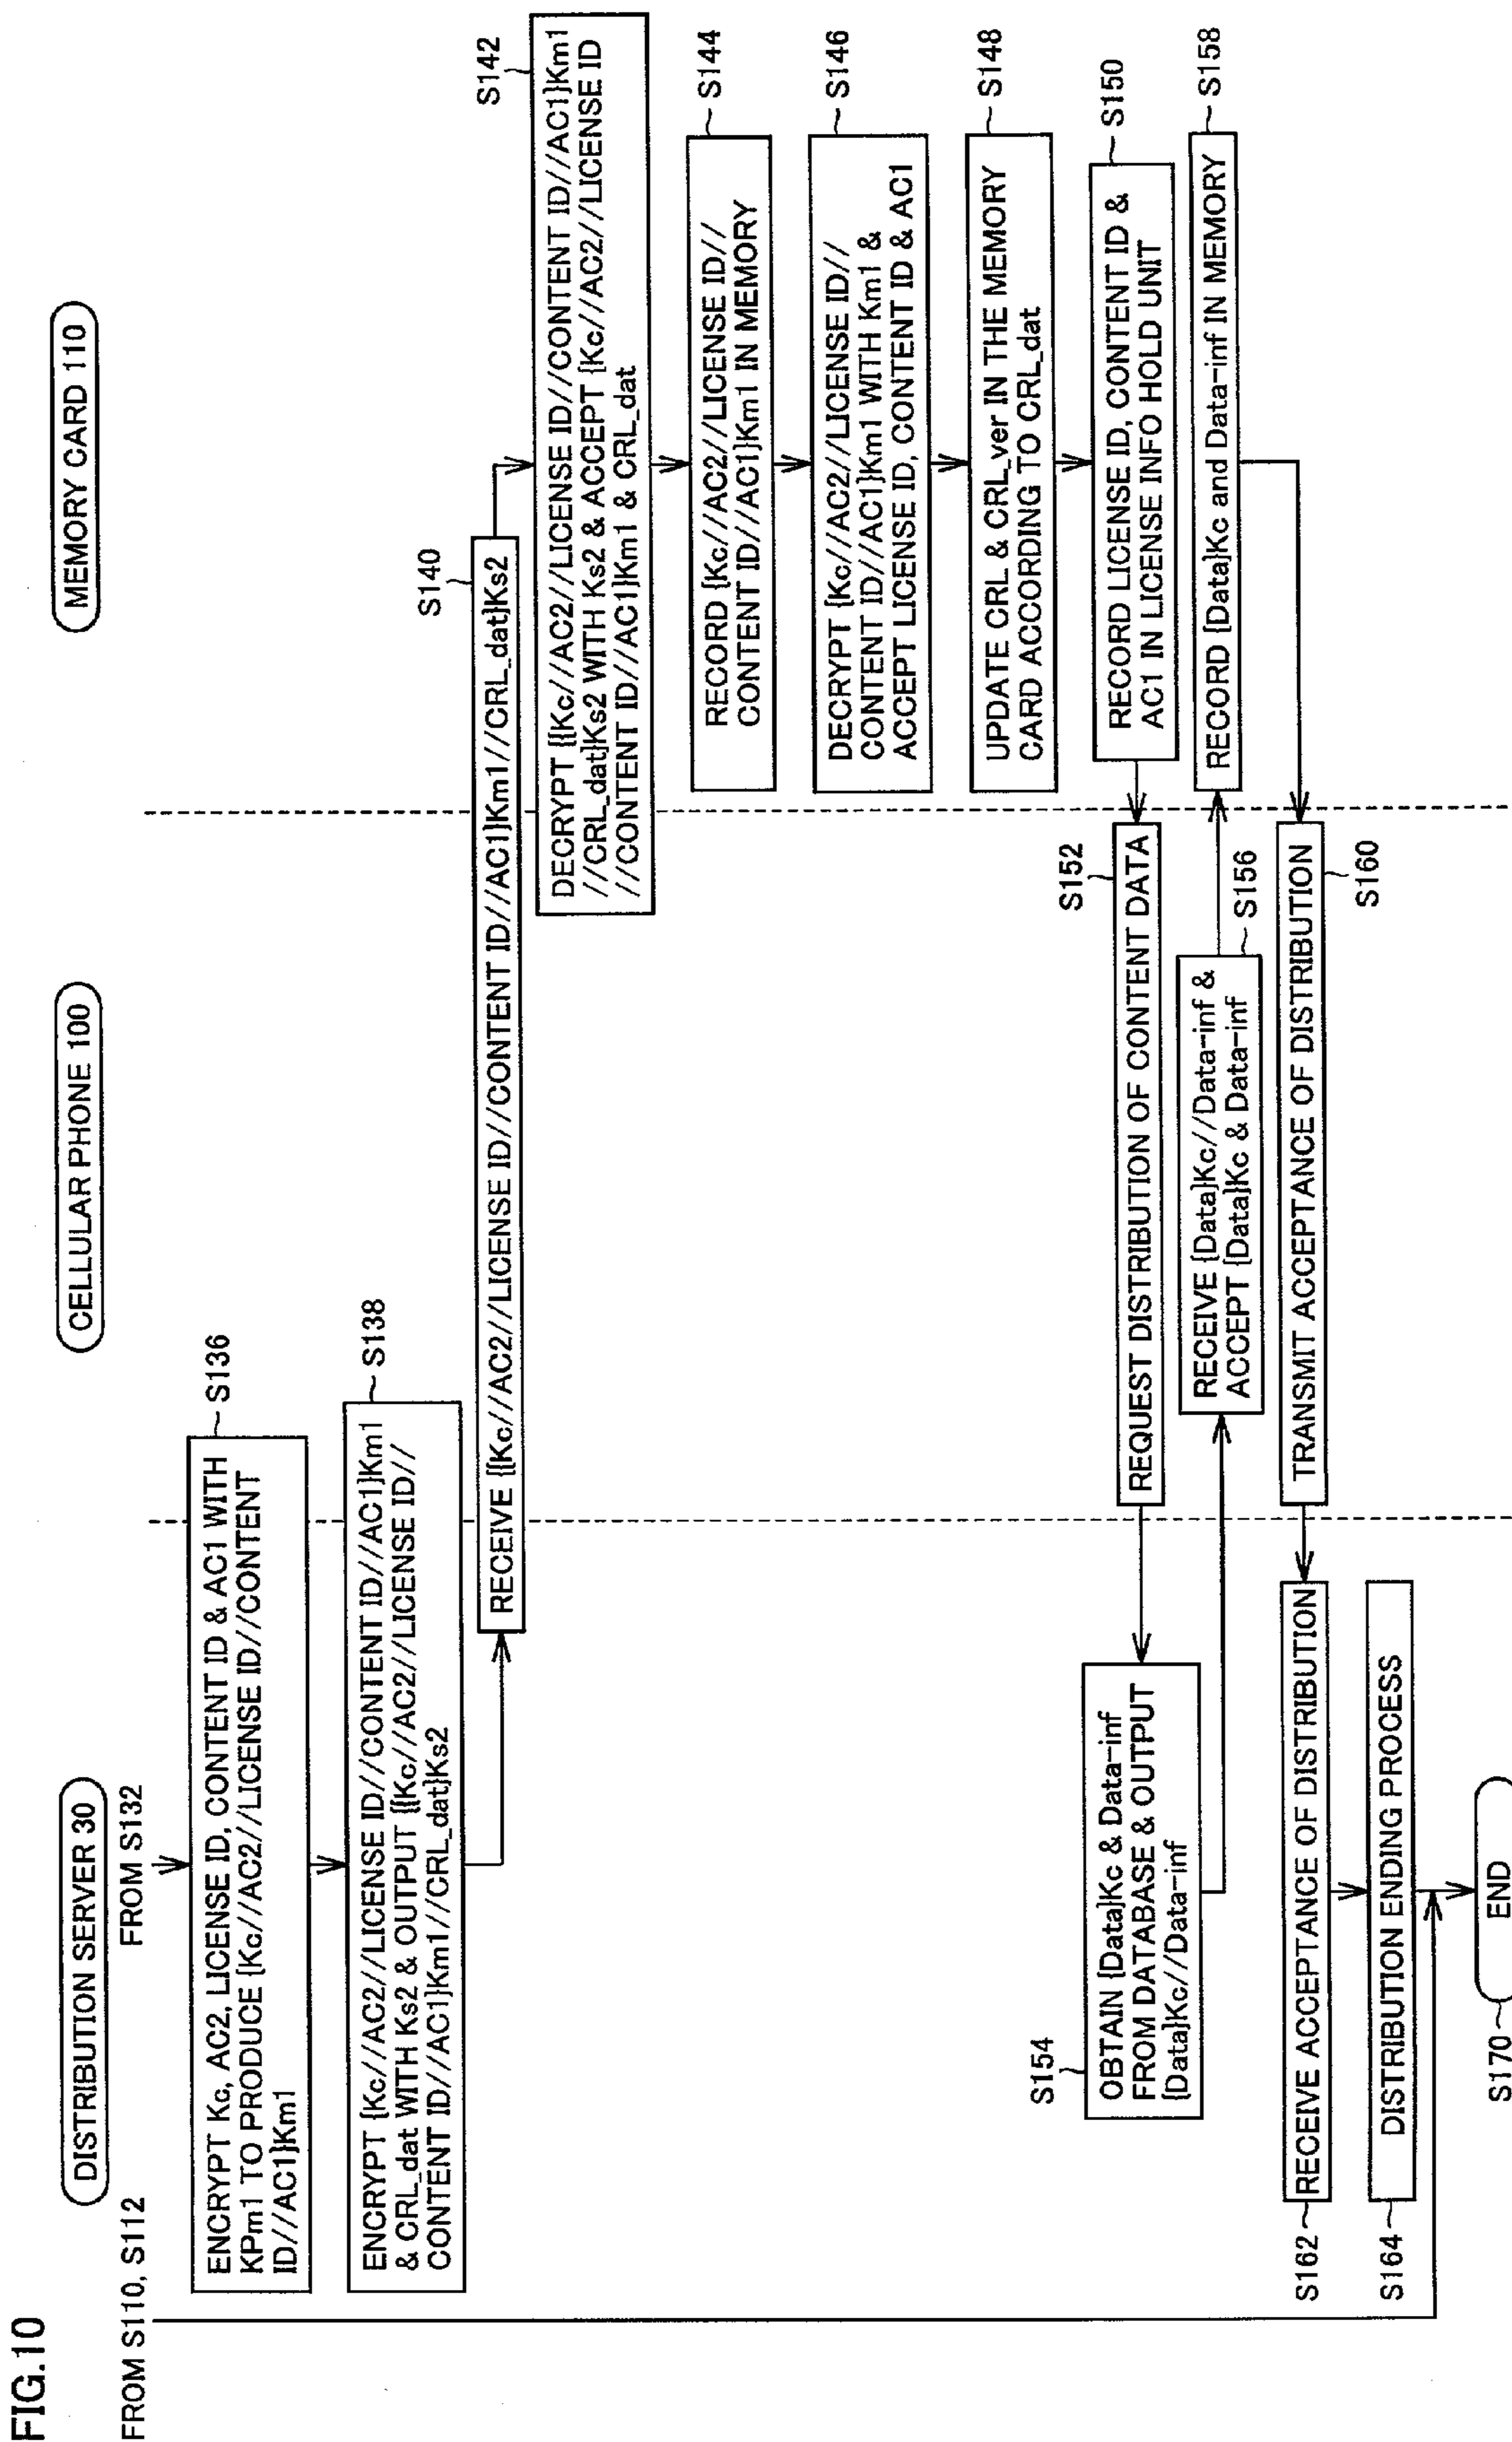 FIG.10
DISTRIBUTION SERVER 30
CELLULAR PHONE 100
MEMORY CARD 110
FROM S110, S112
FROM S132
S136
ENCRYPT Kc, AC2, LICENSE ID, CONTENT ID & AC1 WITH
KPm1 TO PRODUCE {Kc//AC2//LICENSE ID//CONTENT
ID//AC1}Km1
S138
ENCRYPT {Kc//AC2//LICENSE ID//CONTENT ID//AC1}Km1
& CRL_dat WITH Ks2 & OUTPUT {{Kc//AC2//LICENSE ID//
CONTENT ID//AC1}Km1//CRL_dat}Ks2
S140
RECEIVE {{Kc//AC2//LICENSE ID//CONTENT ID//AC1}Km1//CRL_dat}Ks2
S142
DECRYPT {{Kc//AC2//LICENSE ID//CONTENT ID//AC1}Km1
//CRL_dat}Ks2 WITH Ks2 & ACCEPT {Kc//AC2//LICENSE ID
//CONTENT ID//AC1}Km1 & CRL_dat
S144
RECORD {Kc//AC2//LICENSE ID//
CONTENT ID//AC1}Km1 IN MEMORY
S146
DECRYPT {Kc//AC2//LICENSE ID//
CONTENT ID//AC1}Km1 WITH Km1 &
ACCEPT LICENSE ID, CONTENT ID & AC1
S148
UPDATE CRL & CRL_ver IN THE MEMORY
CARD ACCORDING TO CRL_dat
S150
RECORD LICENSE ID, CONTENT ID &
AC1 IN LICENSE INFO HOLD UNIT
S152
REQUEST DISTRIBUTION OF CONTENT DATA
S154
OBTAIN {Data}Kc & Data-inf
FROM DATABASE & OUTPUT
{Data}Kc//Data-inf
S156
RECEIVE {Data}Kc//Data-inf &
ACCEPT {Data}Kc & Data-inf
S158
RECORD {Data}Kc and Data-inf IN MEMORY
S160
TRANSMIT ACCEPTANCE OF DISTRIBUTION
S162
RECEIVE ACCEPTANCE OF DISTRIBUTION
S164
DISTRIBUTION ENDING PROCESS
S170
END